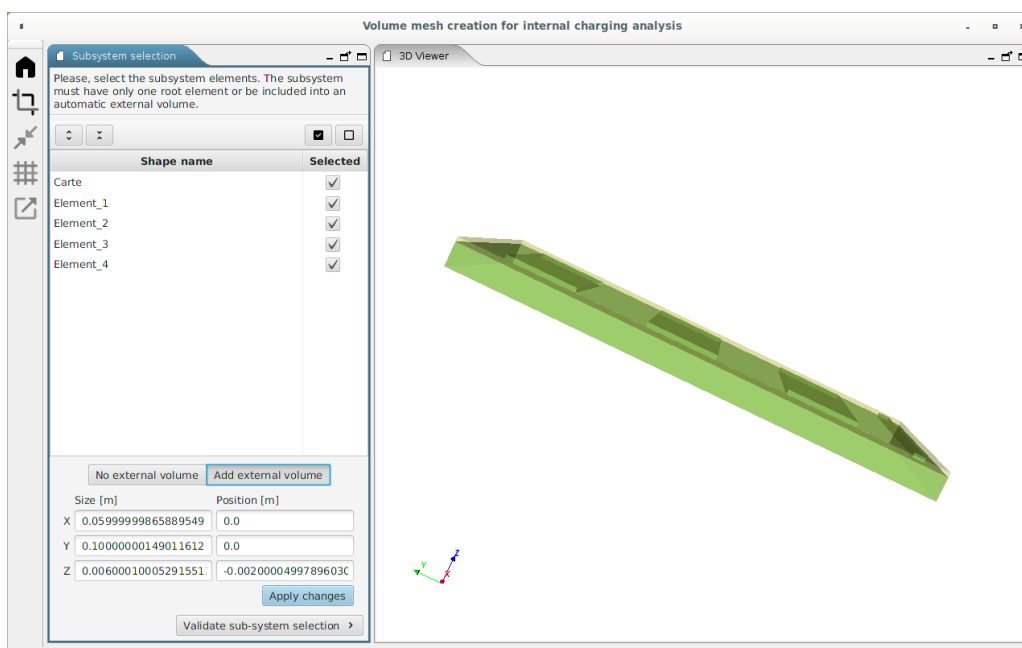 Volume mesh creation for internal charging analysis
Subsystem selection
3D Viewer
Please, select the subsystem elements. The subsystem
must have only one root element or be included into an
automatic external volume.
Shape name Selected
Carte
Element_1
Element_2
Element_3
Element_4
No external volume Add external volume
Size [m] Position [m]
X 0.05999999865889549 0.0
Y 0.10000000149011612 0.0
Z 0.0060001000529155 -0.0020000499789603
Apply changes
Validate sub-system selection >
Y Z X